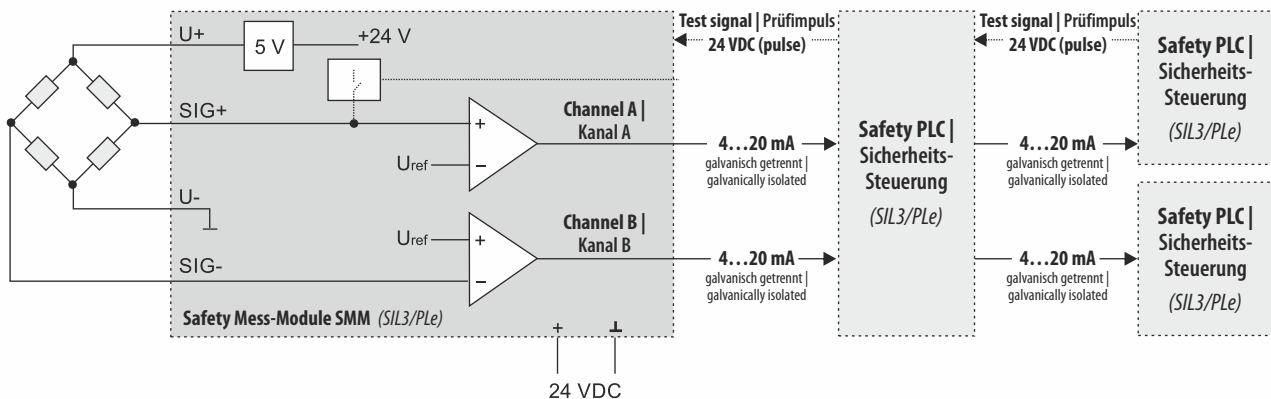 U+
5 V
+24 V
SIG+
Uref
U-
Uref
SIG-
Channel A |
Kanal A
Channel B |
Kanal B
Safety Mess-Module SMM (SIL3/PLe)
+
-
+
-
+
24 VDC
Test signal | Prüfimpuls
24 VDC (pulse)
4…20 mA
galvanisch getrennt |
galvanically isolated
4…20 mA
galvanisch getrennt |
galvanically isolated
Safety PLC |
Sicherheits-
Steuerung
(SIL3/PLe)
Test signal | Prüfimpuls
24 VDC (pulse)
4…20 mA
galvanisch getrennt |
galvanically isolated
4…20 mA
galvanisch getrennt |
galvanically isolated
Safety PLC |
Sicherheits-
Steuerung
(SIL3/PLe)
Safety PLC |
Sicherheits-
Steuerung
(SIL3/PLe)